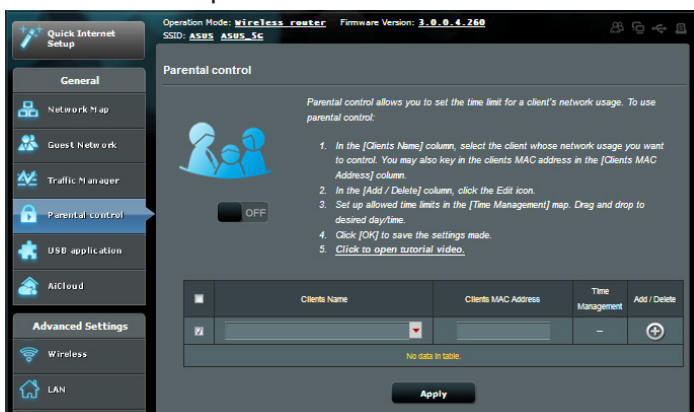 Quick Internet
Setup
Operation Mode: Wireless router Firmware Version: 3.0.0.4.260
SSID: ASUS ASUS_5G
General
Network Map
Guest Network
Traffic Manager
Parental control
USB application
AiCloud
Advanced Settings
Wireless
LAN
Parental control
Parental control allows you to set the time limit for a client's network usage. To use
parental control:
1. In the [Clients Name] column, select the client whose network usage you want
to control. You may also key in the clients MAC address in the [Clients MAC
Address] column.
2. In the [Add / Delete] column, click the Edit icon.
3. Set up allowed time limits in the [Time Management] map. Drag and drop to
desired day/time.
4. Click [OK] to save the settings made.
5. Click to open tutorial video.
OFF
Clients Name Clients MAC Address Time Management Add / Delete
–
No data in table.
Apply